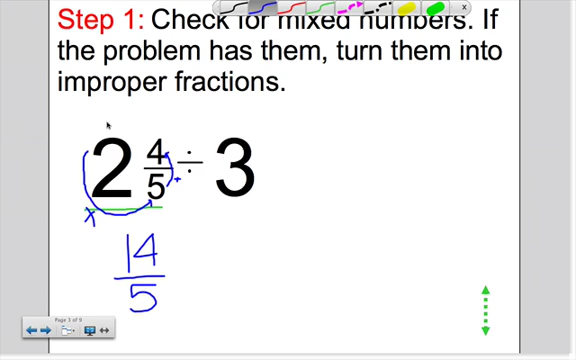 Step 1: Check for mixed numbers. If
the problem has them, turn them into
improper fractions.
2 4/5 ÷ 3
x +
14
5
Page 3 of 9